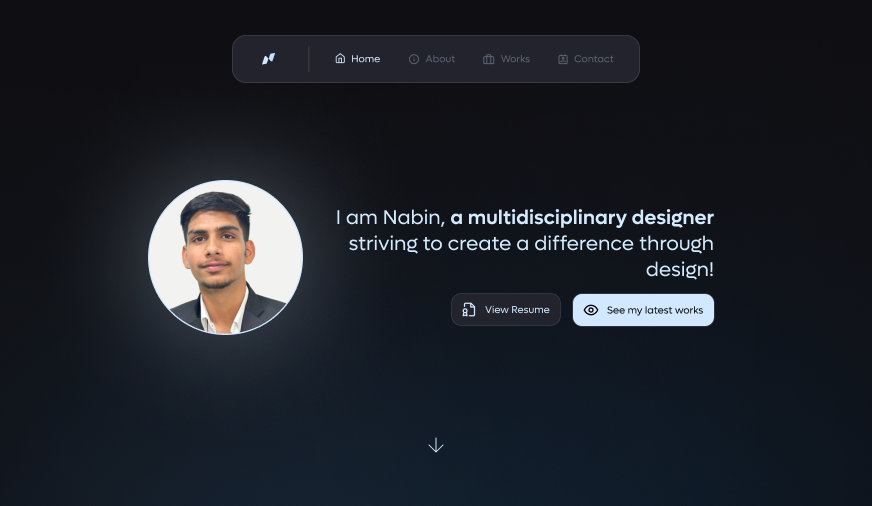 Home About Works Contact
I am Nabin, a multidisciplinary designer
striving to create a difference through
design!
View Resume See my latest works